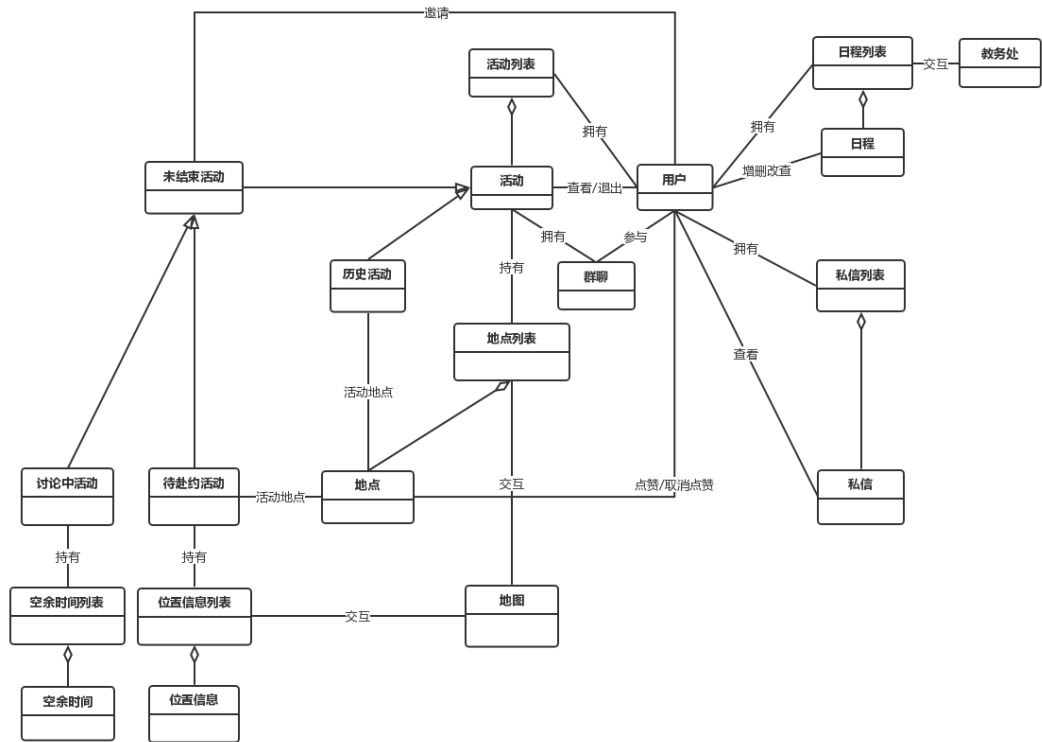 邀请
活动列表
日程列表
交互
教务处
拥有
拥有
日程
增删改查
未结束活动
活动
查看/退出
用户
拥有
参与
拥有
历史活动
持有
群聊
私信列表
地点列表
查看
活动地点
讨论中活动
待赴约活动
活动地点
地点
交互
点赞/取消点赞
私信
持有
持有
空余时间列表
位置信息列表
交互
地图
空余时间
位置信息